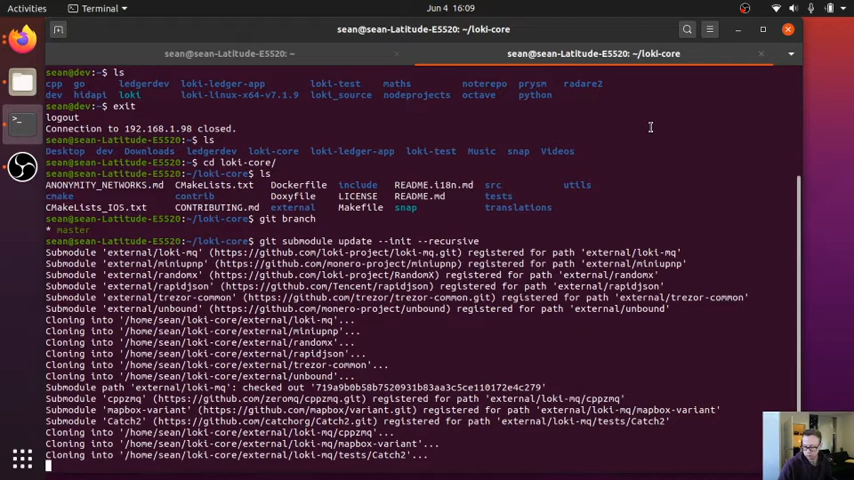 Activities
Terminal
Jun 4 16:09
sean@sean-Latitude-E5520: ~/loki-core
sean@sean-Latitude-E5520: ~
sean@sean-Latitude-E5520: ~/loki-core
sean@dev:~$ ls
cpp go ledgerdev loki-ledger-app loki-test maths noterepo prysm radare2
dev hidapi loki loki-linux-x64-v7.1.9 loki_source nodeprojects octave python
sean@dev:~$ exit
logout
Connection to 192.168.1.98 closed.
sean@sean-Latitude-E5520:~$ ls
Desktop dev Downloads ledgerdev loki-core loki-ledger-app loki-test Music snap Videos
sean@sean-Latitude-E5520:~$ cd loki-core/
sean@sean-Latitude-E5520:~/loki-core$ ls
ANONYMITY_NETWORKS.md CMakeLists.txt Dockerfile include README.i18n.md src utils
cmake contrib Doxyfile LICENSE README.md tests
CMakeLists_IOS.txt CONTRIBUTING.md external Makefile snap translations
sean@sean-Latitude-E5520:~/loki-core$ git branch
* master
sean@sean-Latitude-E5520:~/loki-core$ git submodule update --init --recursive
Submodule 'external/loki-mq' (https://github.com/loki-project/loki-mq.git) registered for path 'external/loki-mq'
Submodule 'external/miniupnp' (https://github.com/monero-project/miniupnp) registered for path 'external/miniupnp'
Submodule 'external/randomx' (https://github.com/loki-project/RandomX) registered for path 'external/randomx'
Submodule 'external/rapidjson' (https://github.com/Tencent/rapidjson) registered for path 'external/rapidjson'
Submodule 'external/trezor-common' (https://github.com/trezor/trezor-common.git) registered for path 'external/trezor-common'
Submodule 'external/unbound' (https://github.com/monero-project/unbound) registered for path 'external/unbound'
Cloning into '/home/sean/loki-core/external/loki-mq'...
Cloning into '/home/sean/loki-core/external/miniupnp'...
Cloning into '/home/sean/loki-core/external/randomx'...
Cloning into '/home/sean/loki-core/external/rapidjson'...
Cloning into '/home/sean/loki-core/external/trezor-common'...
Cloning into '/home/sean/loki-core/external/unbound'...
Submodule path 'external/loki-mq': checked out '719a9b0b58b7520931b83aa3c5ce110172e4c279'
Submodule 'cppzmq' (https://github.com/zeromq/cppzmq.git) registered for path 'external/loki-mq/cppzmq'
Submodule 'mapbox-variant' (https://github.com/mapbox/variant.git) registered for path 'external/loki-mq/mapbox-variant'
Submodule 'Catch2' (https://github.com/catchorg/Catch2.git) registered for path 'external/loki-mq/tests/Catch2'
Cloning into '/home/sean/loki-core/external/loki-mq/cppzmq'...
Cloning into '/home/sean/loki-core/external/loki-mq/mapbox-variant'...
Cloning into '/home/sean/loki-core/external/loki-mq/tests/Catch2'...